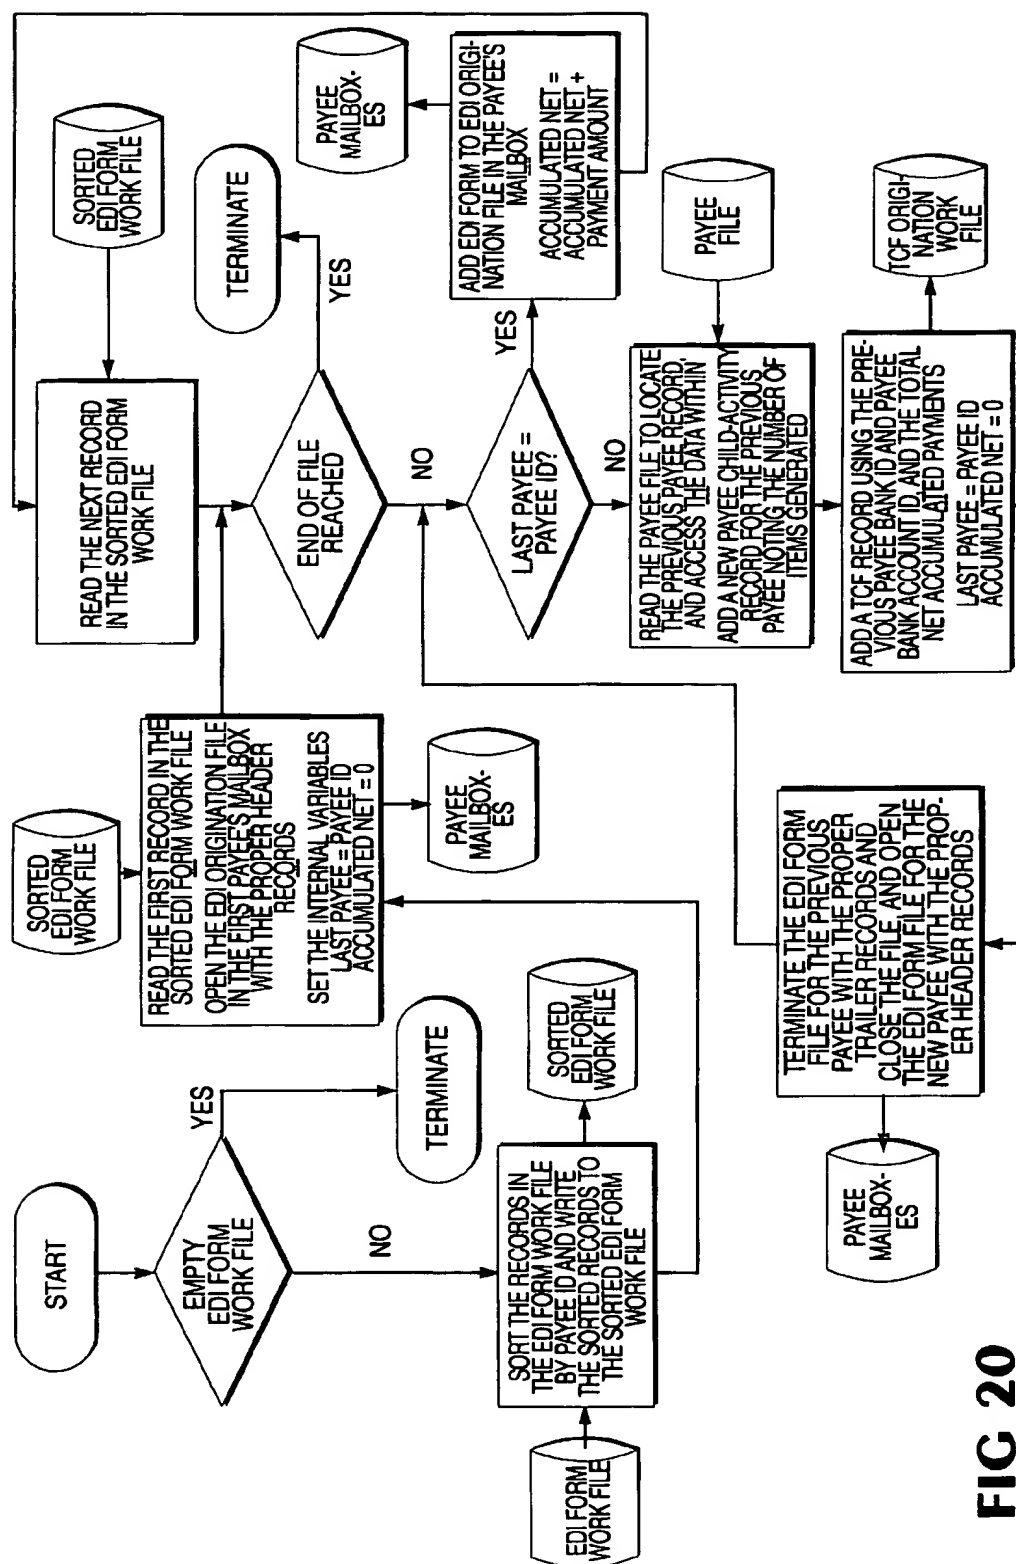 START
EMPTY
EDI FORM
WORK FILE
YES
NO
TERMINATE
EDI FORM
WORK FILE
SORT THE RECORDS IN
THE EDI FORM WORK FILE
BY PAYEE ID AND WRITE
THE SORTED RECORDS TO
THE SORTED EDI FORM
WORK FILE
SORTED
EDI FORM
WORK FILE
SORTED
EDI FORM
WORK FILE
READ THE FIRST RECORD IN THE
SORTED EDI FORM WORK FILE
OPEN THE EDI ORIGINATION FILE
IN THE FIRST PAYEE'S MAILBOX
WITH THE PROPER HEADER
RECORDS
SET THE INTERNAL VARIABLES
LAST PAYEE = PAYEE ID
ACCUMULATED NET = 0
PAYEE
MAILBOX-
ES
SORTED
EDI FORM
WORK FILE
READ THE NEXT RECORD
IN THE SORTED EDI FORM
WORK FILE
END OF FILE
REACHED
YES
TERMINATE
NO
LAST PAYEE =
PAYEE ID?
YES
ADD EDI FORM TO EDI ORIGI-
NATION FILE IN THE PAYEE'S
MAILBOX
ACCUMULATED NET =
ACCUMULATED NET +
PAYMENT AMOUNT
PAYEE
MAILBOX-
ES
NO
READ THE PAYEE FILE TO LOCATE
THE PREVIOUS PAYEE RECORD,
AND ACCESS THE DATA WITHIN
ADD A NEW PAYEE CHILD-ACTIVITY
RECORD FOR THE PREVIOUS
PAYEE NOTING THE NUMBER OF
ITEMS GENERATED
PAYEE
FILE
ADD A TCF RECORD USING THE PRE-
VIOUS PAYEE BANK ID AND PAYEE
BANK ACCOUNT ID, AND THE TOTAL
NET ACCUMULATED PAYMENTS
LAST PAYEE = PAYEE ID
ACCUMULATED NET = 0
TCF ORIGI-
NATION
WORK
FILE
TERMINATE THE EDI FORM
FILE FOR THE PREVIOUS
PAYEE WITH THE PROPER
TRAILER RECORDS AND
CLOSE THE FILE, AND OPEN
THE EDI FORM FILE FOR THE
NEW PAYEE WITH THE PROP-
ER HEADER RECORDS
PAYEE
MAILBOX-
ES
FIG 20